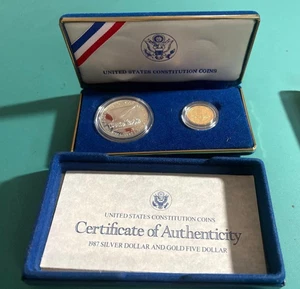 UNITED STATES CONSTITUTION COINS
UNITED STATES CONSTITUTION COINS
Certificate of Authenticity
1987 SILVER DOLLAR AND GOLD FIVE DOLLAR